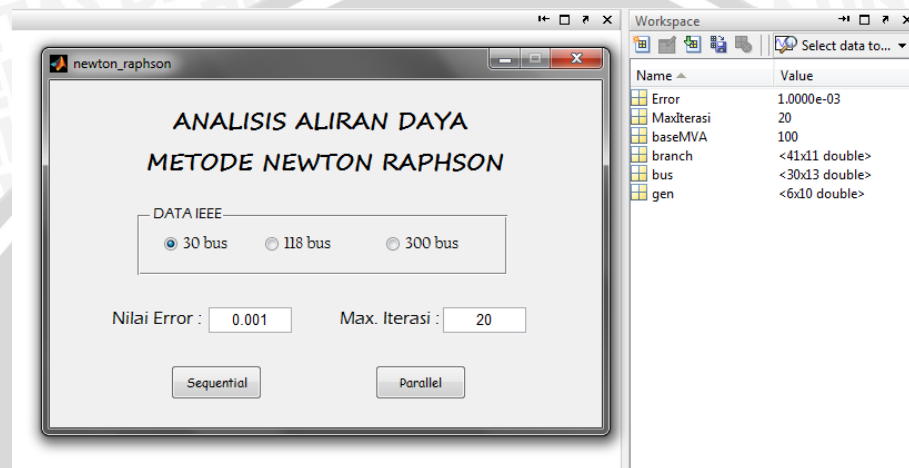 newton_raphson
ANALISIS ALIRAN DAYA
METODE NEWTON RAPHSON
DATA IEEE
30 bus 118 bus 300 bus
Nilai Error : 0.001 Max. Iterasi : 20
Sequential Parallel
Workspace
Select data to...
Name Value
Error 1.0000e-03
MaxIterasi 20
baseMVA 100
branch <41x11 double>
bus <30x13 double>
gen <6x10 double>